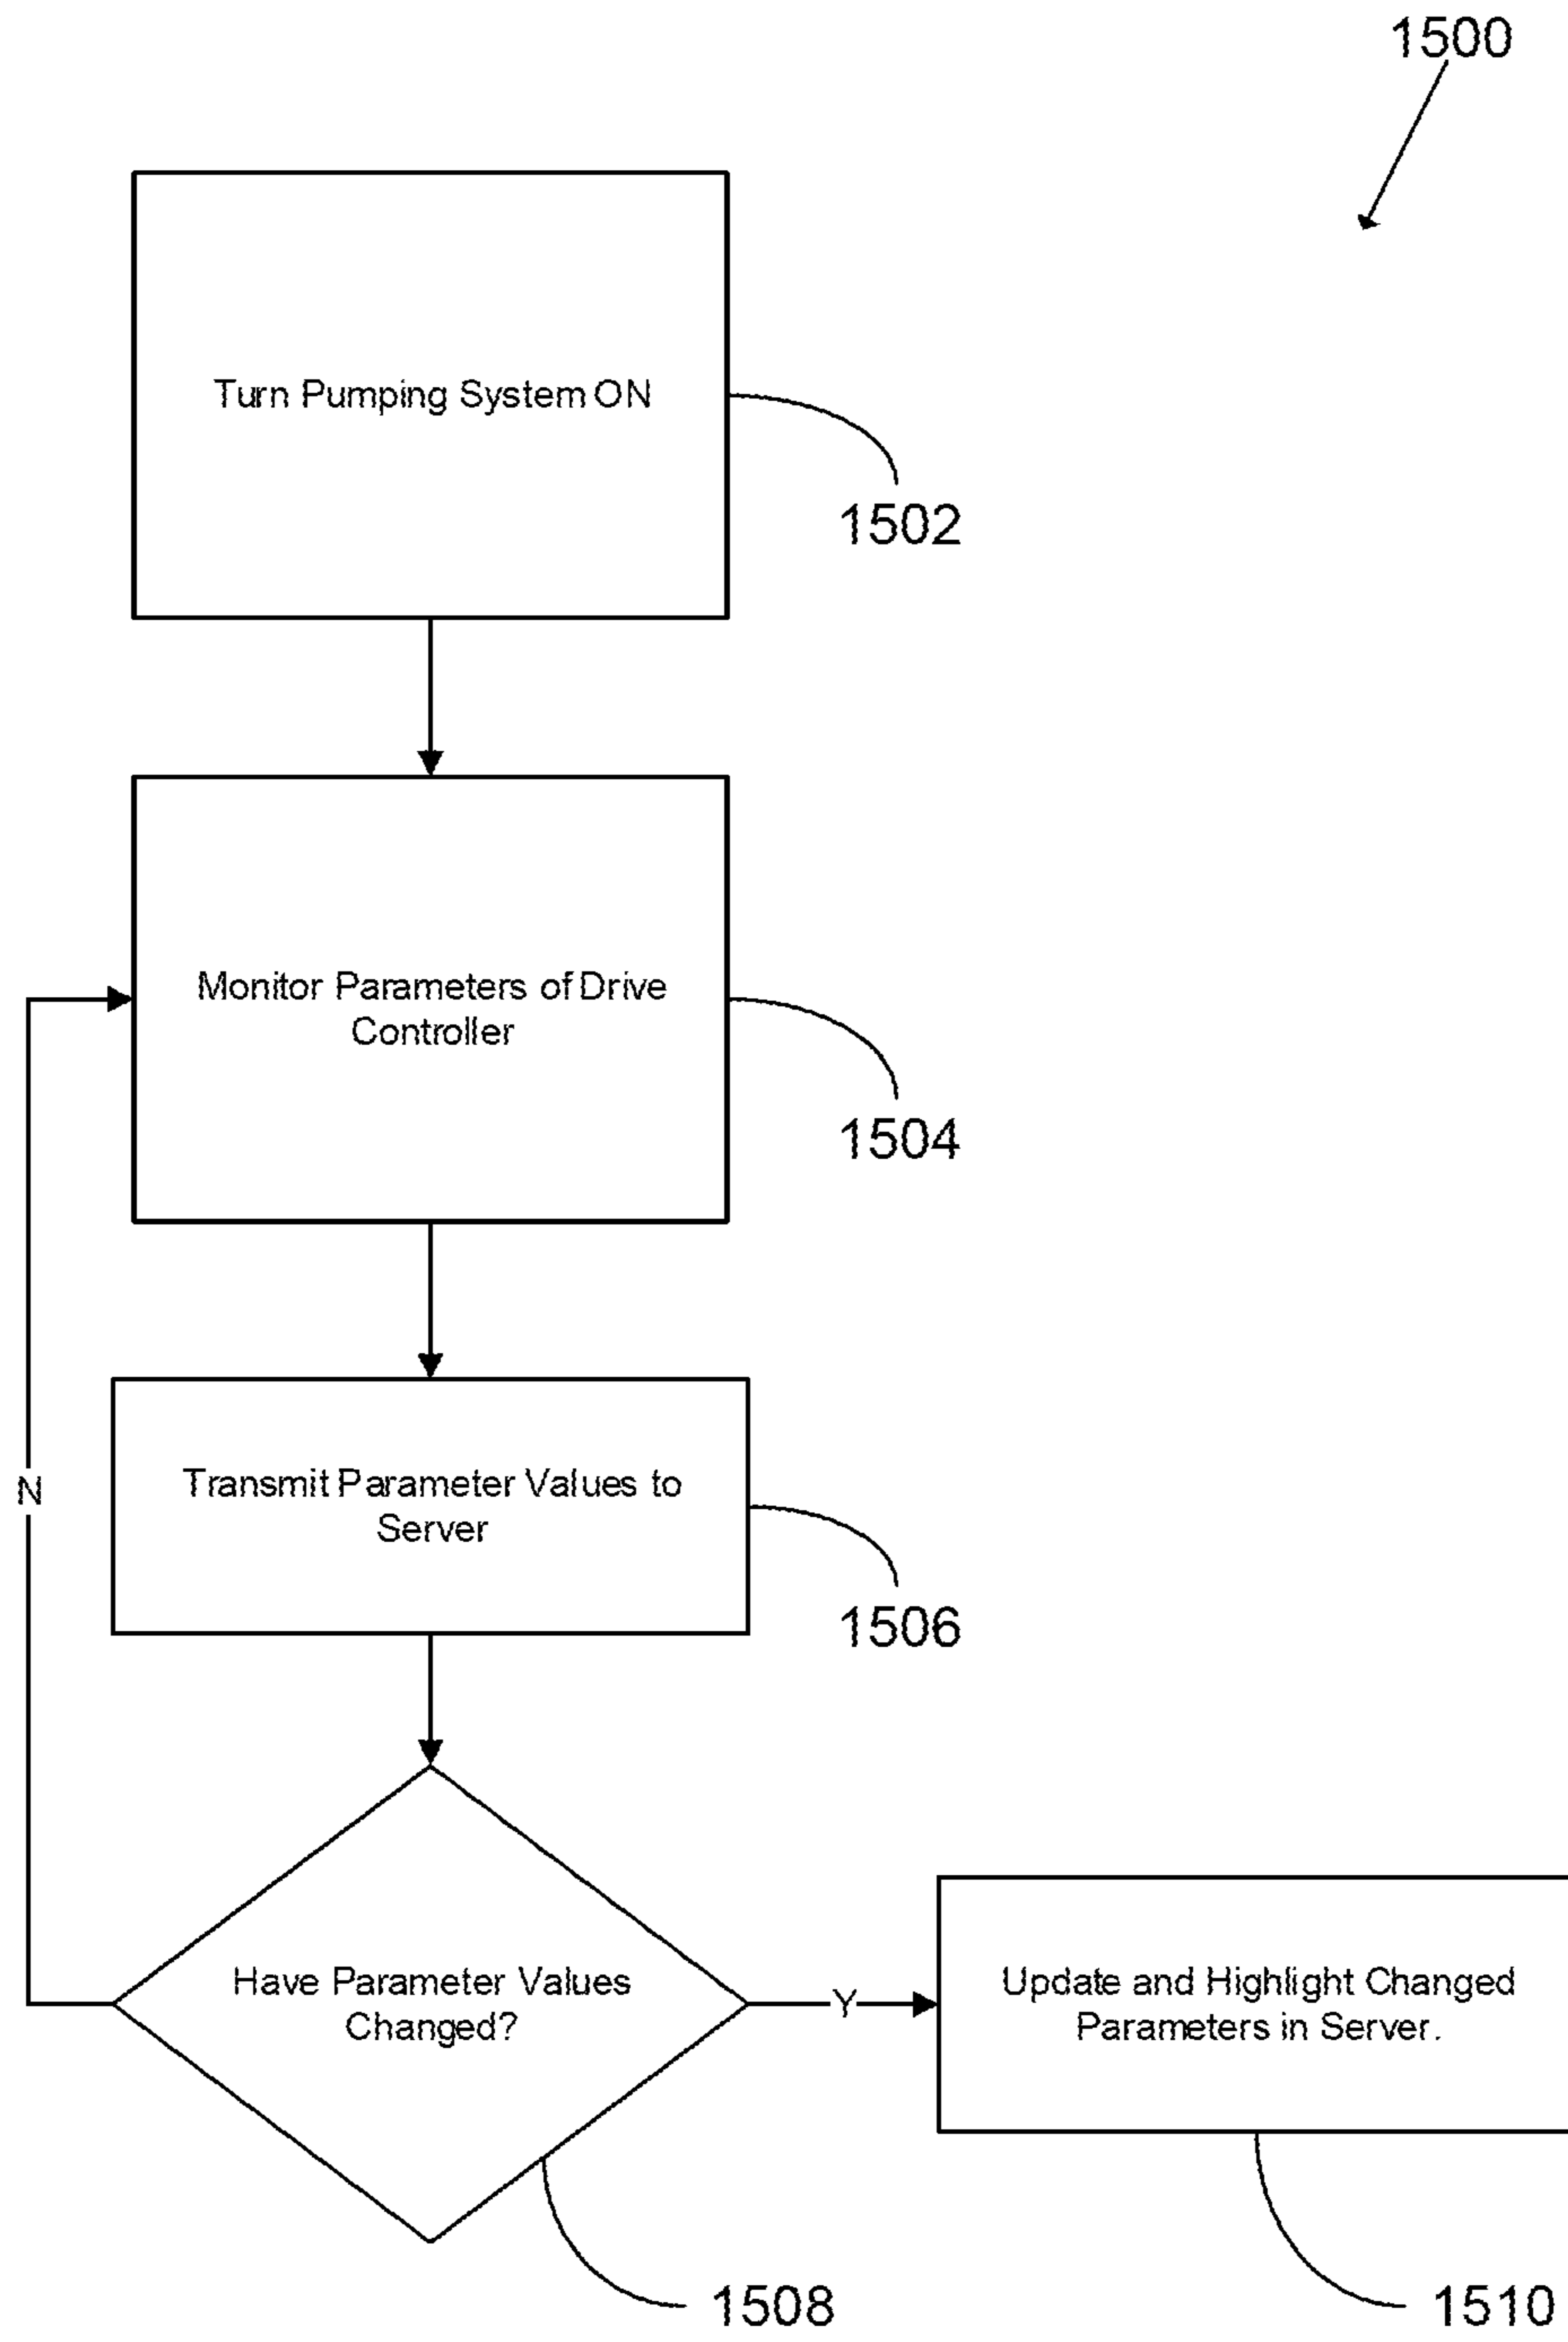 1500
Turn Pumping System ON
1502
Monitor Parameters of Drive
Controller
1504
N
Transmit Parameter Values to
Server
1506
Have Parameter Values
Changed?
Y
Update and Highlight Changed
Parameters in Server.
1508
1510